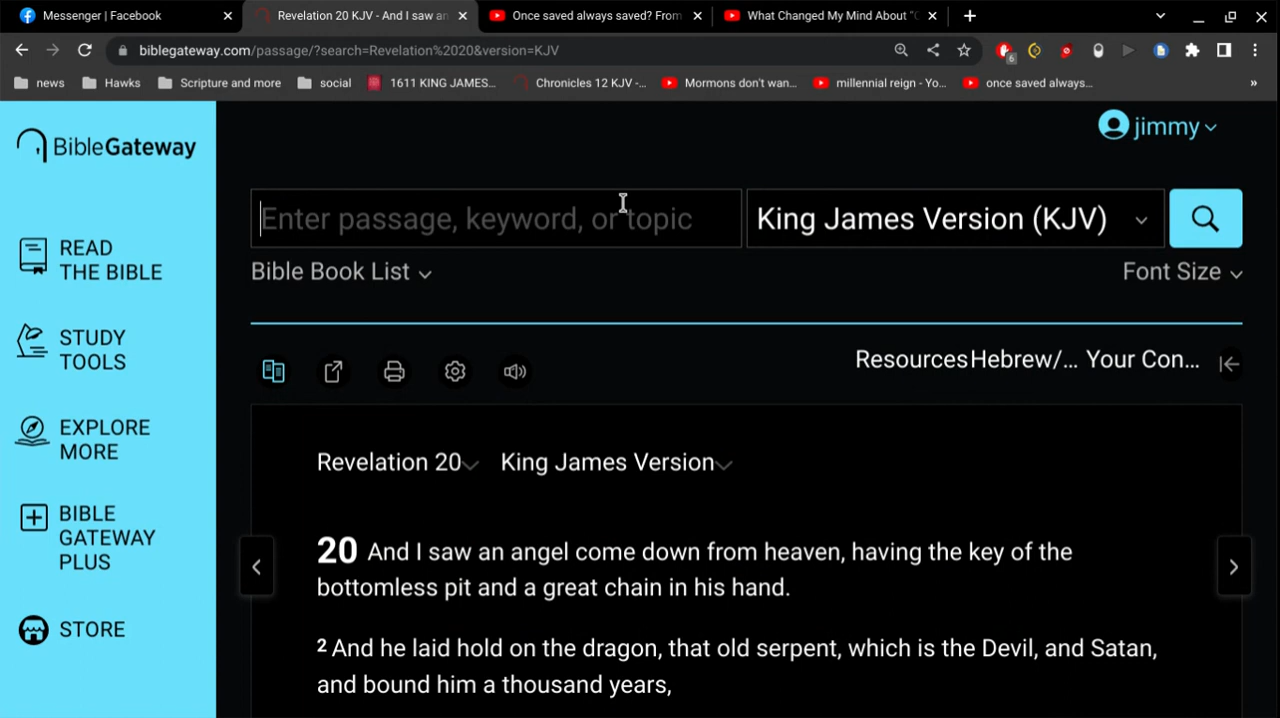 Messenger | Facebook
Revelation 20 KJV - And I saw an
Once saved always saved? From
What Changed My Mind About "
biblegateway.com/passage/?search=Revelation%2020&version=KJV
6
news
Hawks
Scripture and more
social
1611 KING JAMES...
Chronicles 12 KJV -...
Mormons don't wan...
millennial reign - Yo...
once saved always...
»
BibleGateway
jimmy
Enter passage, keyword, or topic
King James Version (KJV)
Bible Book List
Font Size
READ
THE BIBLE
STUDY
TOOLS
EXPLORE
MORE
BIBLE
GATEWAY
PLUS
STORE
Resources Hebrew/... Your Con...
Revelation 20
King James Version
20 And I saw an angel come down from heaven, having the key of the
bottomless pit and a great chain in his hand.
2 And he laid hold on the dragon, that old serpent, which is the Devil, and Satan,
and bound him a thousand years,